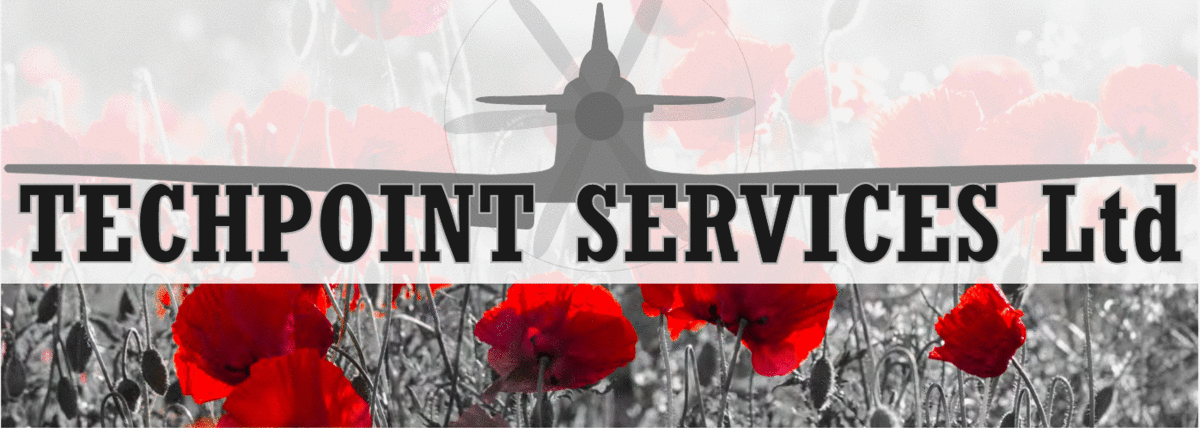 TECHPOINT SERVICES Ltd